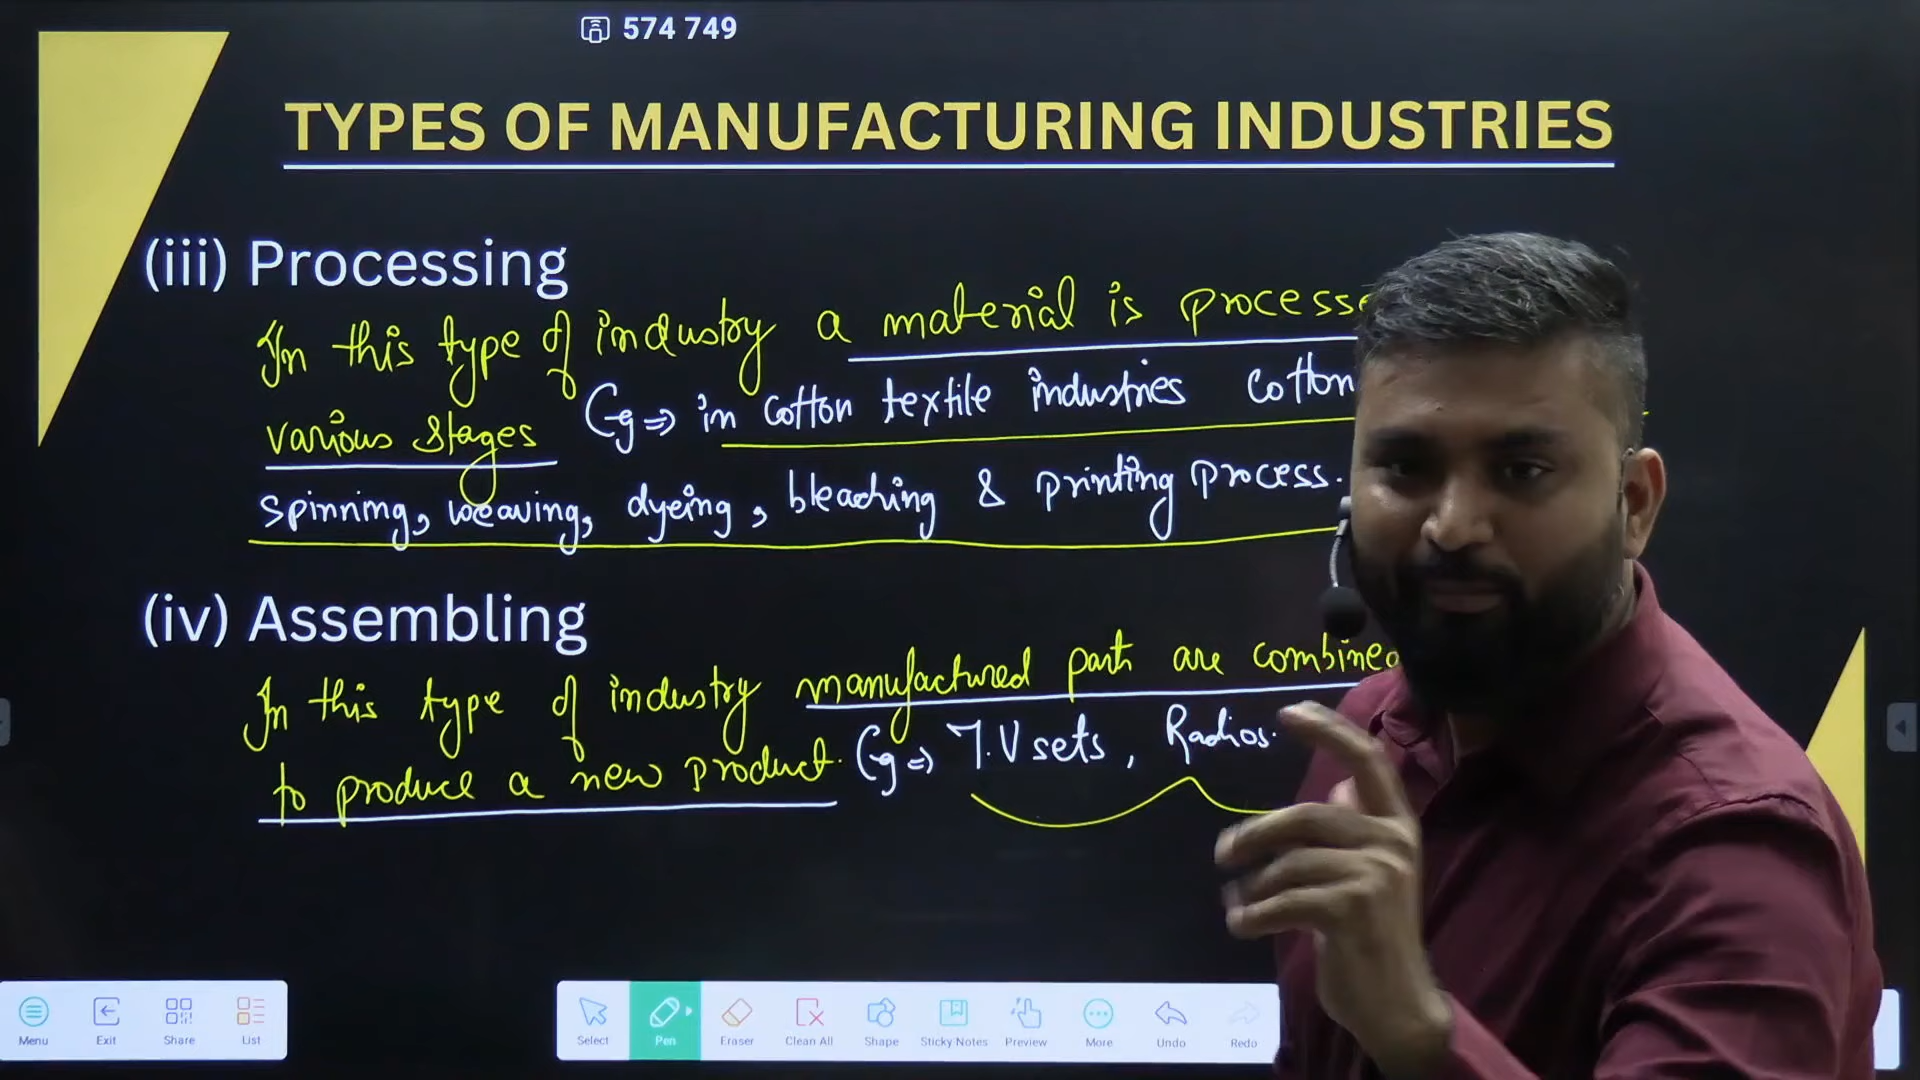 574 749
TYPES OF MANUFACTURING INDUSTRIES
(iii) Processing
In this type of industry a material is
various stages Eg => in cotton textile industries cotton
spinning, weaving, dyeing, bleaching & printing process.
(iv) Assembling
In this type of industry manufactured parts are combined
to produce a new product. Eg => T.V sets, Radios.
Menu Exit Share List Select Pen Eraser Clean All Shape Sticky Notes Preview More Undo Redo